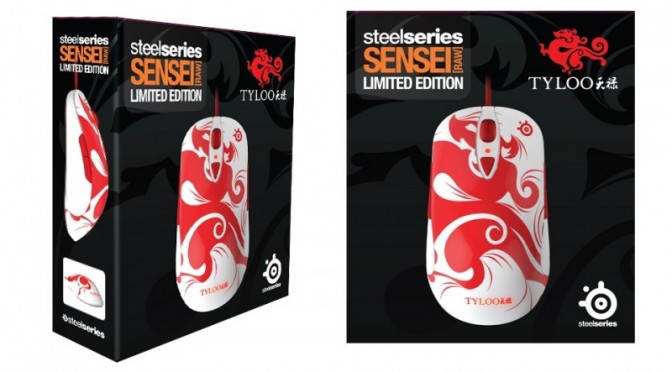 steelseries
SENSEI [RAW]
LIMITED EDITION
TYLOO天禄
TYLOO天禄
steelseries
steelseries
steelseries
SENSEI [RAW]
LIMITED EDITION
TYLOO天禄
TYLOO天禄
steelseries